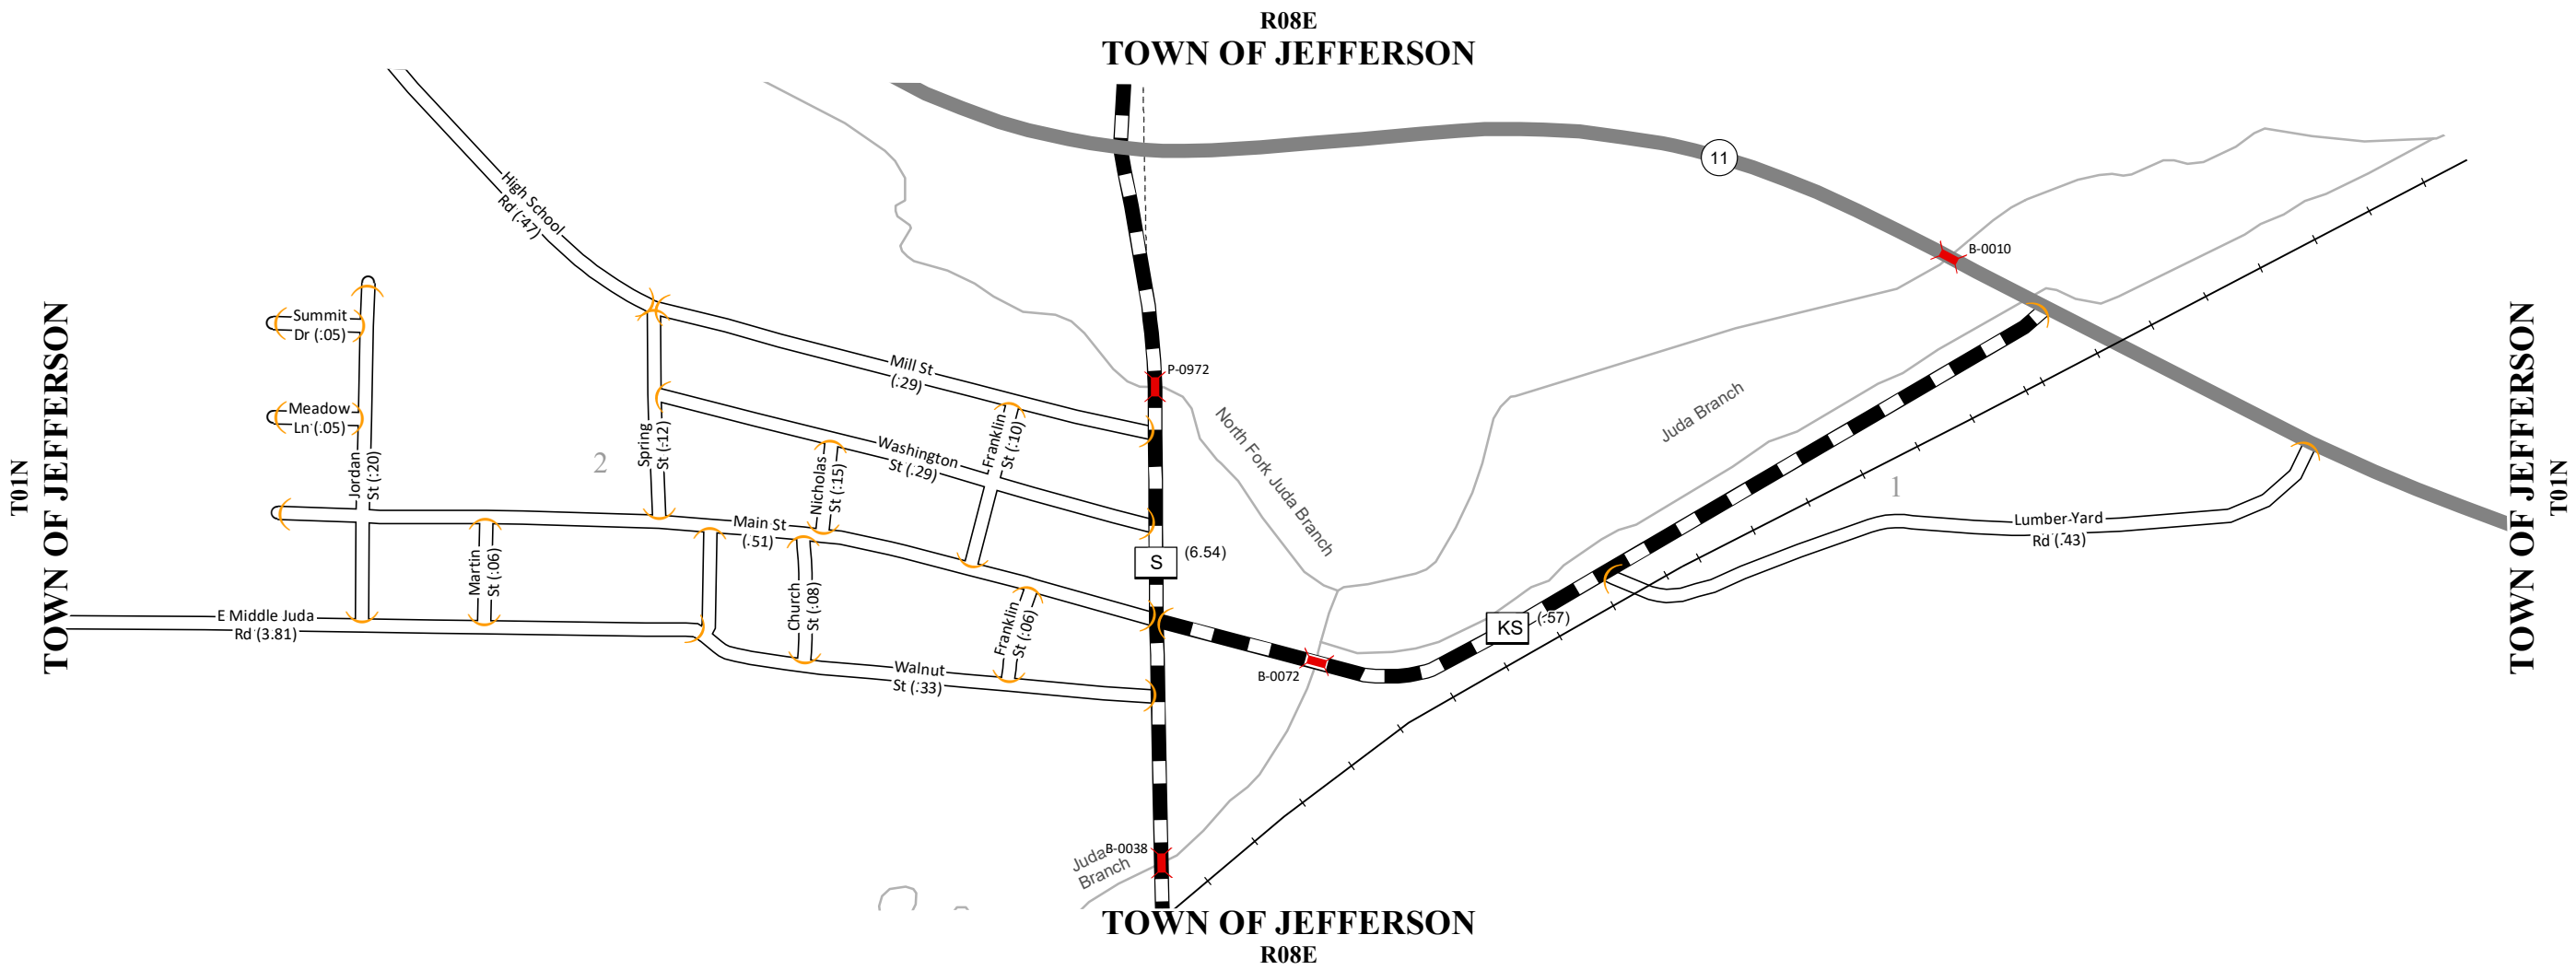 R08E
TOWN OF JEFFERSON
11
High School
Rd (.47)
B-0010
Summit
Dr (.05)
TOWN OF JEFFERSON
T01N
TOWN OF JEFFERSON
T01N
Mill St
(.29)
P-0972
Meadow
Ln (.05)
Jordan
St (.20)
2
Spring
St (.12)
Nicholas
St (.15)
Washington
St (.29)
Franklin
St (.10)
North Fork Juda Branch
Juda Branch
1
Main St
(.51)
S
(6.54)
Lumber Yard
Rd (.43)
Martin
St (.06)
Church
St (.08)
Franklin
St (.06)
E Middle Juda
Rd (3.81)
KS
(.57)
Walnut
St (.33)
B-0072
B-0038
Juda
Branch
TOWN OF JEFFERSON
R08E